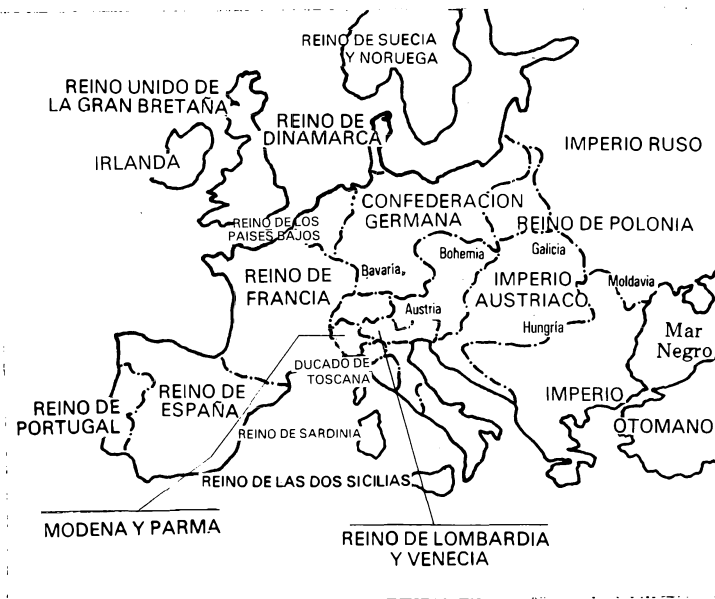 REINO DE SUECIA
Y NORUEGA
REINO UNIDO DE
LA GRAN BRETAÑA
REINO DE
DINAMARCA
IMPERIO RUSO
IRLANDA
CONFEDERACION
GERMANA
REINO DE LOS
PAISES BAJOS
REINO DE POLONIA
Galicia
Bohemia
Bavaria
REINO DE
FRANCIA
IMPERIO
AUSTRIACO
Moldavia
Austria
Hungría
Mar
Negro
DUCADO DE
TOSCANA
REINO DE
ESPAÑA
IMPERIO
OTOMANO
REINO DE
PORTUGAL
REINO DE SARDINIA
REINO DE LAS DOS SICILIAS
MODENA Y PARMA
REINO DE LOMBARDIA
Y VENECIA